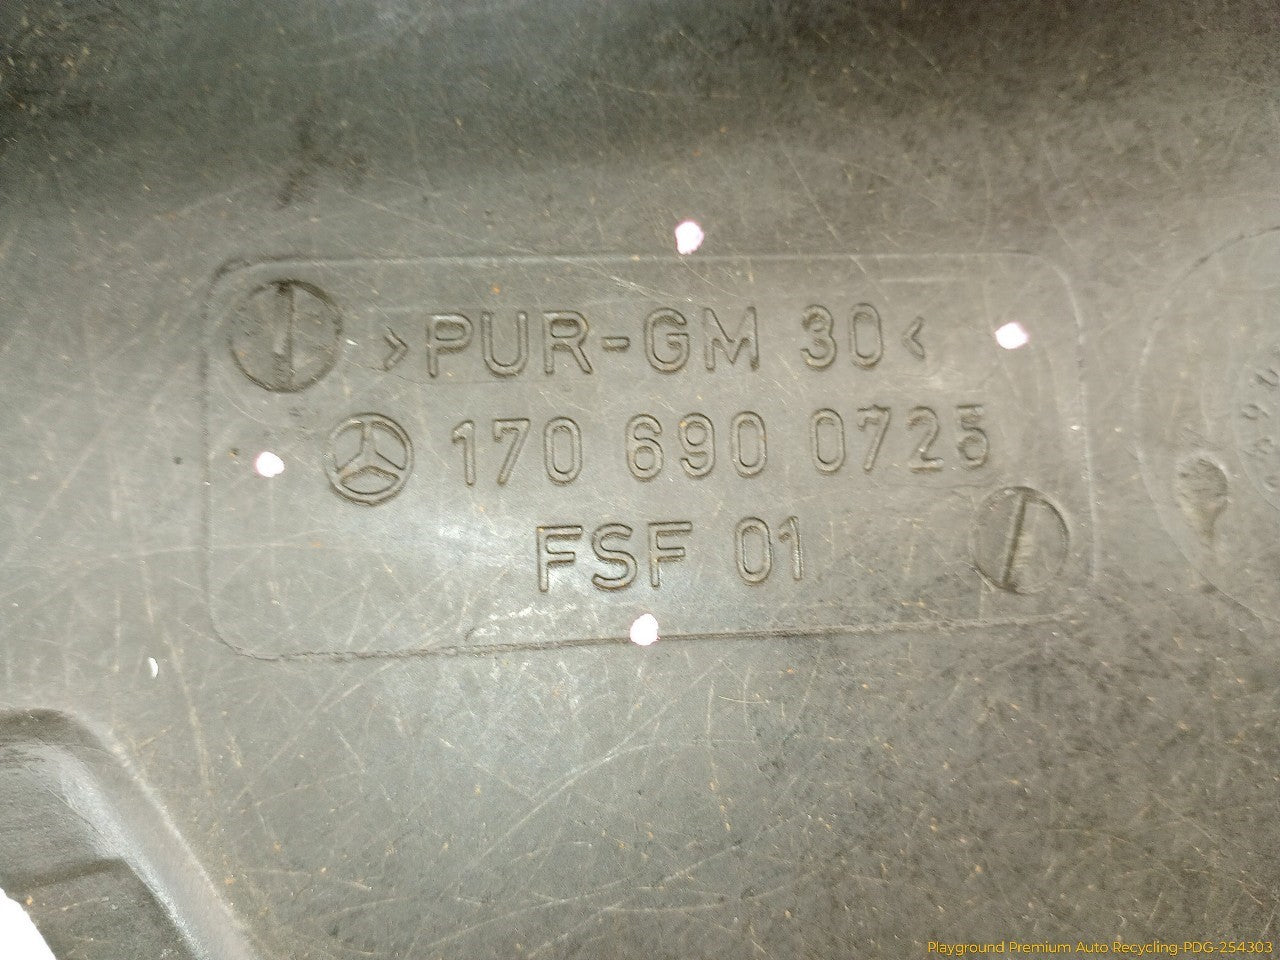 >PUR-GM 30<
170 690 0725
FSF 01
Playground Premium Auto Recycling-PDG-254303